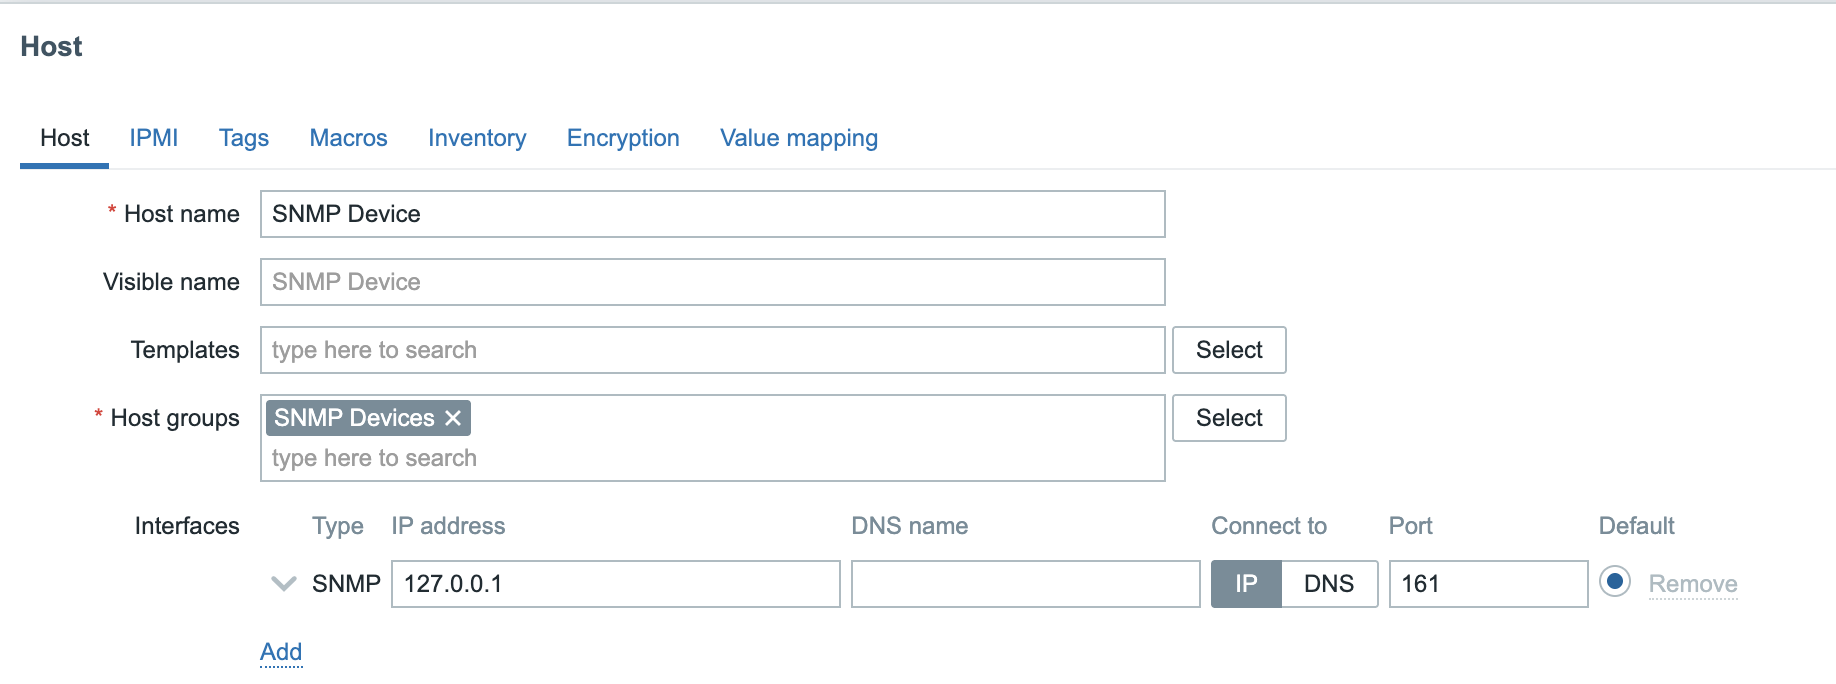 Host
Host IPMI Tags Macros Inventory Encryption Value mapping
* Host name SNMP Device
Visible name SNMP Device
Templates type here to search Select
* Host groups SNMP Devices Select
type here to search
Interfaces Type IP address DNS name Connect to Port Default
SNMP 127.0.0.1 IP DNS 161 Remove
Add